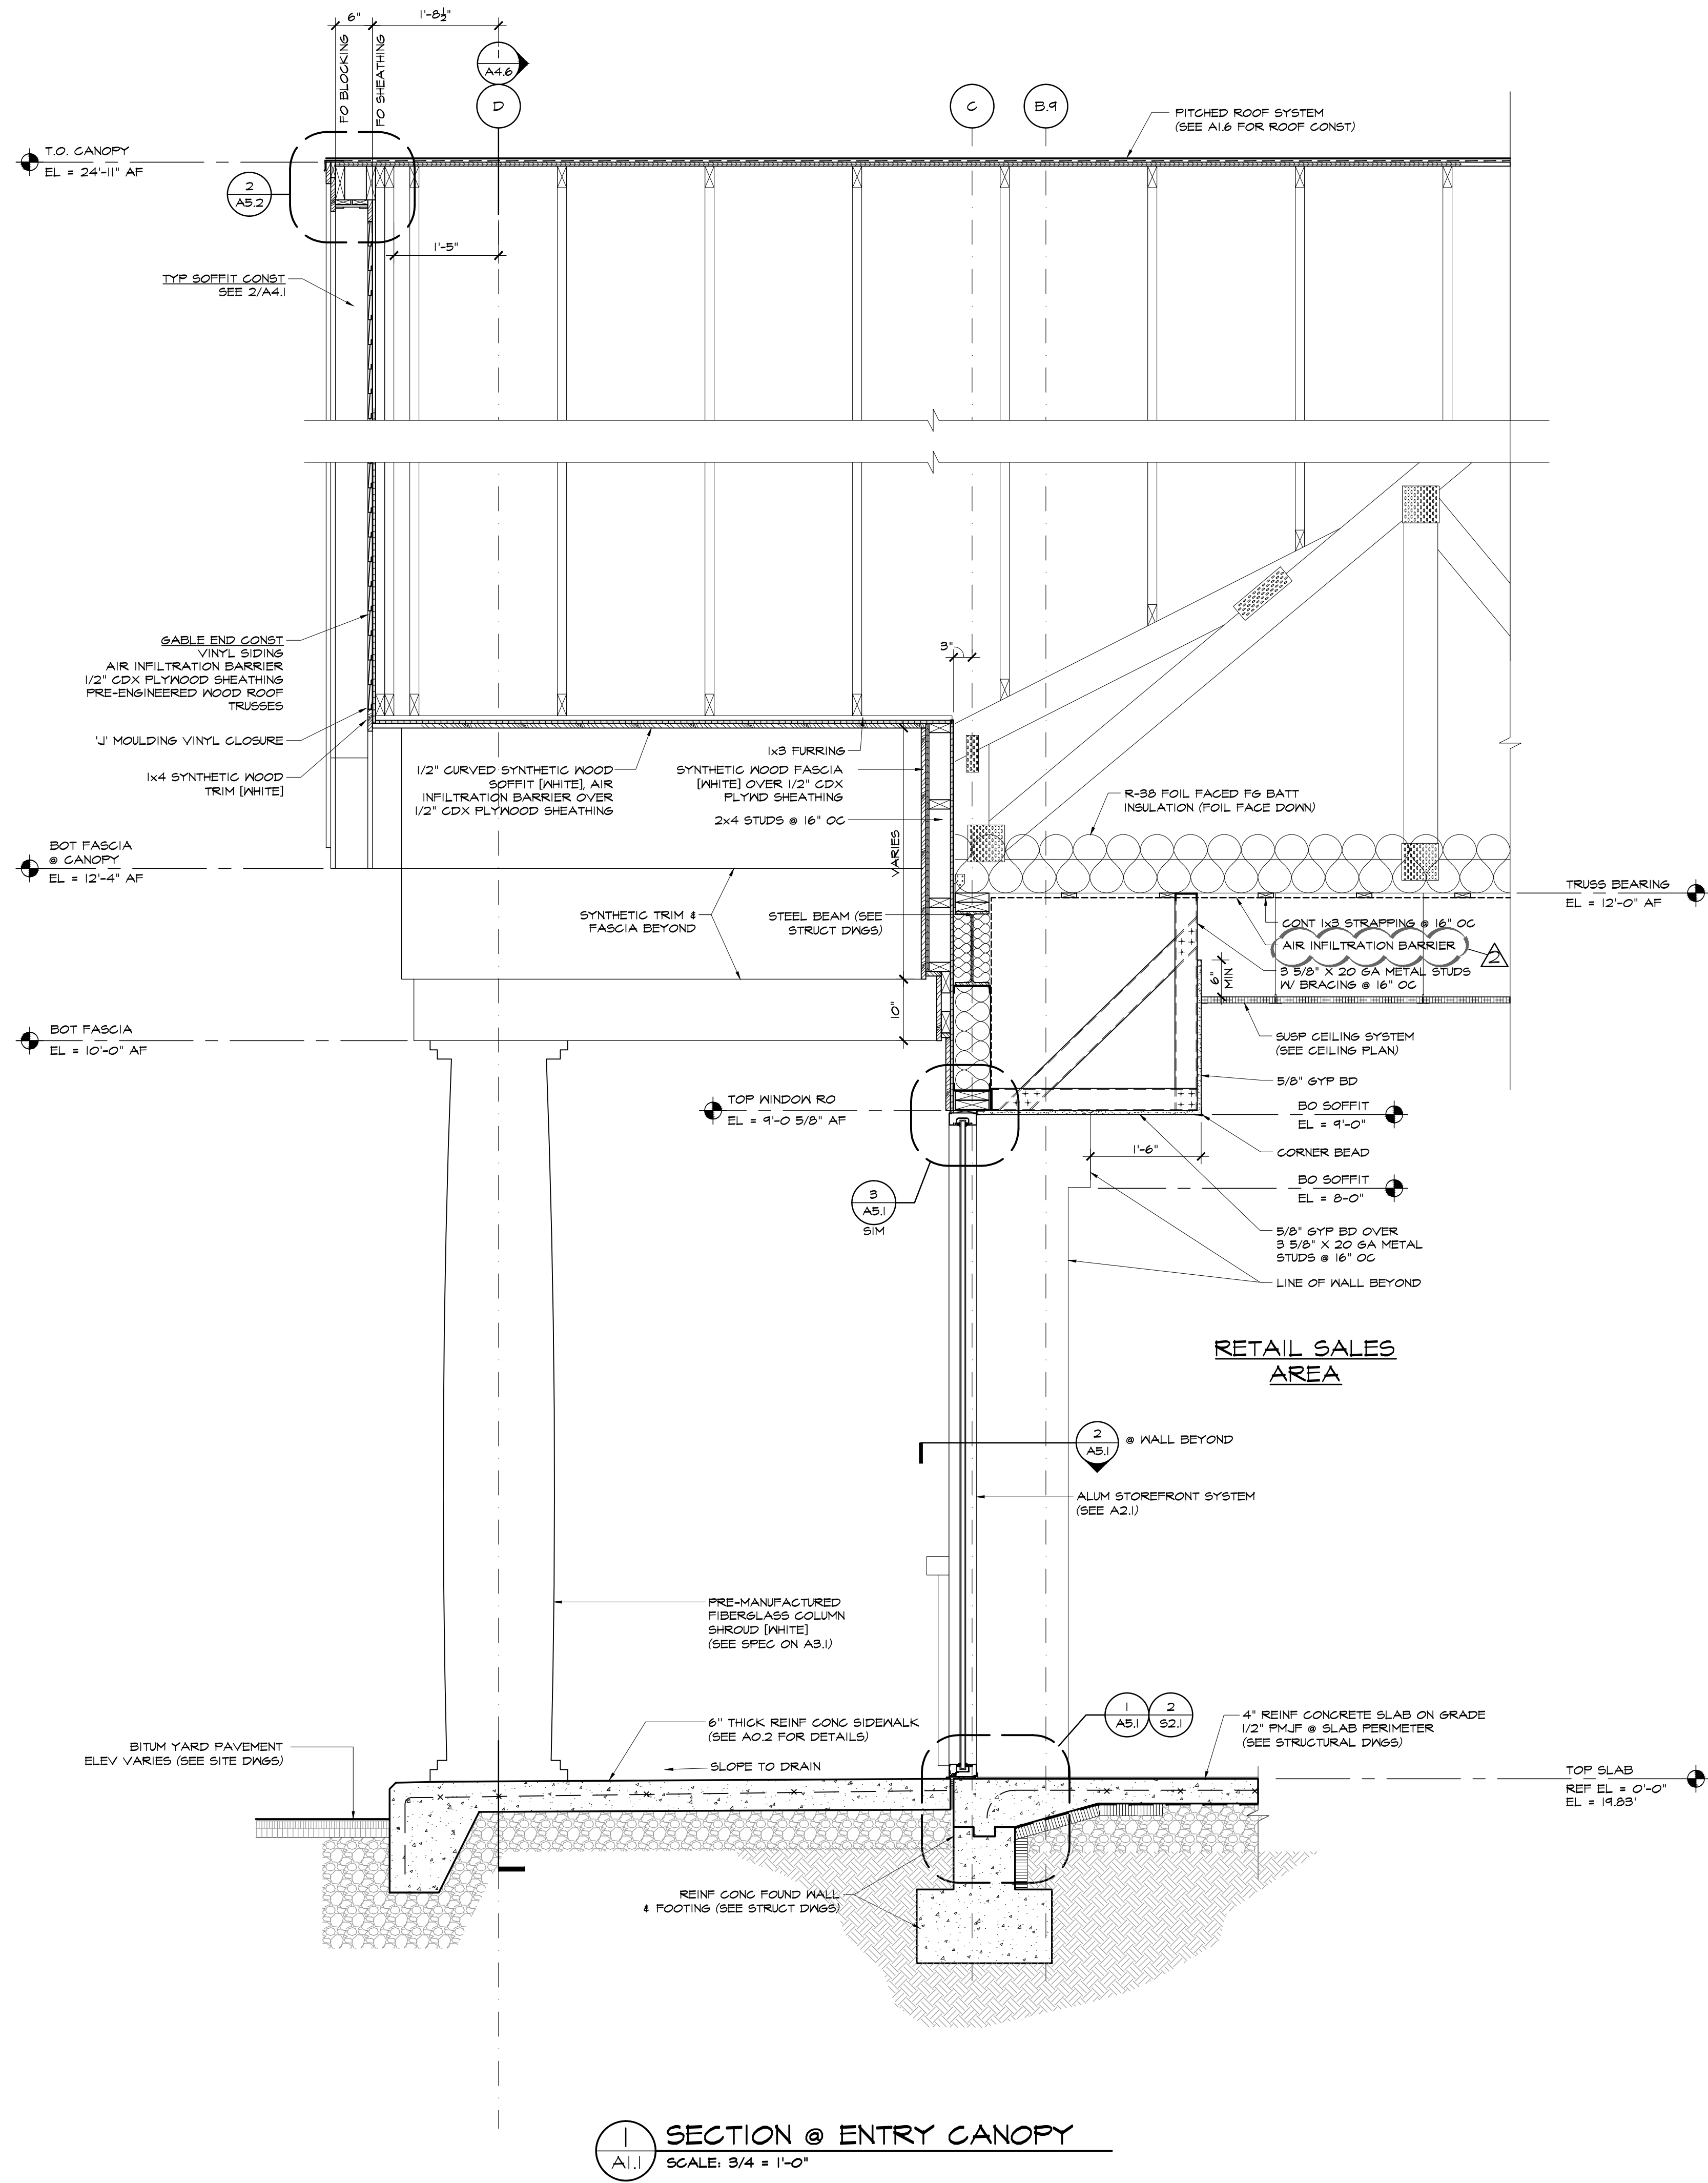 6"
1'-8½"
FO BLOCKING
FO SHEATHING
A4.6
D
C
B.9
PITCHED ROOF SYSTEM
(SEE A1.6 FOR ROOF CONST)
T.O. CANOPY
EL = 24'-11" AF
2
A5.2
1'-5"
TYP SOFFIT CONST
SEE 2/A4.1
GABLE END CONST
VINYL SIDING
AIR INFILTRATION BARRIER
1/2" CDX PLYWOOD SHEATHING
PRE-ENGINEERED WOOD ROOF
TRUSSES
'J' MOULDING VINYL CLOSURE
1x4 SYNTHETIC WOOD
TRIM [WHITE]
3"
1/2" CURVED SYNTHETIC WOOD
SOFFIT [WHITE], AIR
INFILTRATION BARRIER OVER
1/2" CDX PLYWOOD SHEATHING
1x3 FURRING
SYNTHETIC WOOD FASCIA
[WHITE] OVER 1/2" CDX
PLYWD SHEATHING
2x4 STUDS @ 16" OC
R-38 FOIL FACED FG BATT
INSULATION (FOIL FACE DOWN)
VARIES
BOT FASCIA
@ CANOPY
EL = 12'-4" AF
TRUSS BEARING
EL = 12'-0" AF
SYNTHETIC TRIM &
FASCIA BEYOND
STEEL BEAM (SEE
STRUCT DWGS)
CONT 1x3 STRAPPING @ 16" OC
AIR INFILTRATION BARRIER
2
3 5/8" X 20 GA METAL STUDS
W/ BRACING @ 16" OC
6"
MIN
10"
BOT FASCIA
EL = 10'-0" AF
SUSP CEILING SYSTEM
(SEE CEILING PLAN)
5/8" GYP BD
TOP WINDOW RO
EL = 9'-0 5/8" AF
BO SOFFIT
EL = 9'-0"
CORNER BEAD
1'-6"
BO SOFFIT
EL = 8-0"
3
A5.1
SIM
5/8" GYP BD OVER
3 5/8" X 20 GA METAL
STUDS @ 16" OC
LINE OF WALL BEYOND
RETAIL SALES
AREA
2
A5.1
@ WALL BEYOND
ALUM STOREFRONT SYSTEM
(SEE A2.1)
PRE-MANUFACTURED
FIBERGLASS COLUMN
SHROUD [WHITE]
(SEE SPEC ON A3.1)
1
A5.1
2
S2.1
6" THICK REINF CONC SIDEWALK
(SEE A0.2 FOR DETAILS)
4" REINF CONCRETE SLAB ON GRADE
1/2" PMJF @ SLAB PERIMETER
(SEE STRUCTURAL DWGS)
BITUM YARD PAVEMENT
ELEV VARIES (SEE SITE DWGS)
SLOPE TO DRAIN
TOP SLAB
REF EL = 0'-0"
EL = 19.83'
REINF CONC FOUND WALL
& FOOTING (SEE STRUCT DWGS)
1
A1.1
SECTION @ ENTRY CANOPY
SCALE: 3/4 = 1'-0"